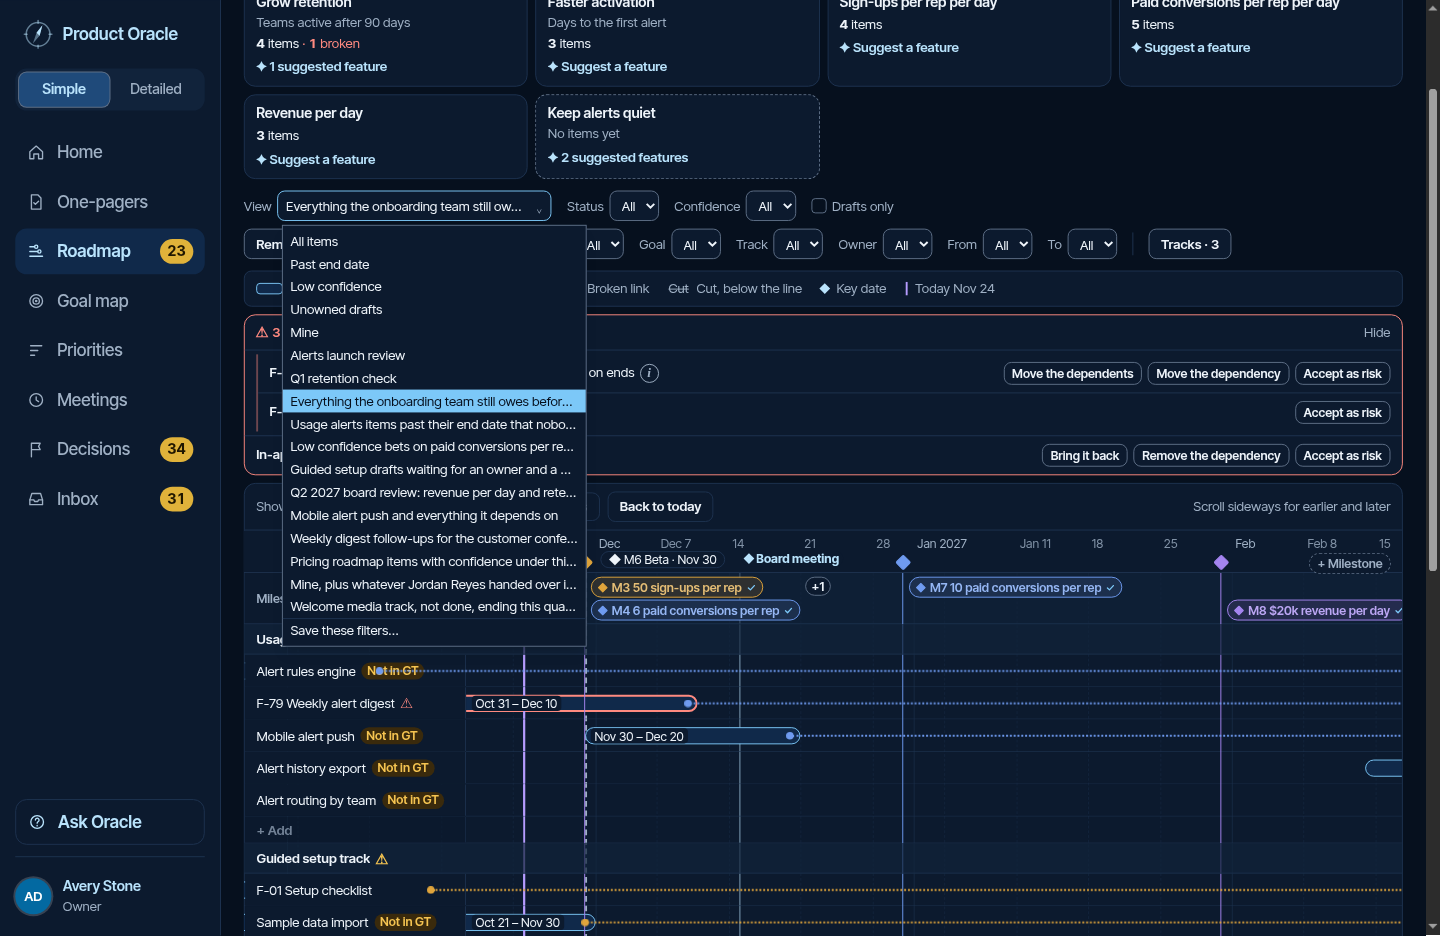 Product Oracle
Simple
Detailed
Home
One-pagers
Roadmap 23
Goal map
Priorities
Meetings
Decisions 34
Inbox 31
Ask Oracle
AD
Avery Stone
Owner
Grow retention
Teams active after 90 days
4 items · 1 broken
✦ 1 suggested feature
Faster activation
Days to the first alert
3 items
✦ Suggest a feature
Sign-ups per rep per day
4 items
✦ Suggest a feature
Paid conversions per rep per day
5 items
✦ Suggest a feature
Revenue per day
3 items
✦ Suggest a feature
Keep alerts quiet
No items yet
✦ 2 suggested features
View Everything the onboarding team still ow... Status All Confidence All Drafts only
Rem All Goal All Track All Owner All From All To All Tracks · 3
All items
Past end date
Low confidence
Unowned drafts
Mine
Alerts launch review
Q1 retention check
Everything the onboarding team still owes befor...
Usage alerts items past their end date that nobo...
Low confidence bets on paid conversions per re...
Guided setup drafts waiting for an owner and a ...
Q2 2027 board review: revenue per day and rete...
Mobile alert push and everything it depends on
Weekly digest follow-ups for the customer confe...
Pricing roadmap items with confidence under thi...
Mine, plus whatever Jordan Reyes handed over i...
Welcome media track, not done, ending this qua...
Save these filters...
Broken link Cut Cut, below the line Key date Today Nov 24
⚠ 3 Hide
F- on ends i Move the dependents Move the dependency Accept as risk
F- Accept as risk
In-ap Bring it back Remove the dependency Accept as risk
Show Back to today Scroll sideways for earlier and later
Dec Dec 7 14 21 28 Jan 2027 Jan 11 18 25 Feb Feb 8 15
M6 Beta · Nov 30 Board meeting + Milestone
Miles M3 50 sign-ups per rep ✓ +1 M7 10 paid conversions per rep ✓
M4 6 paid conversions per rep ✓ M8 $20k revenue per day ✓
Usag
Alert rules engine Not in GT
F-79 Weekly alert digest ⚠ Oct 31 – Dec 10
Mobile alert push Not in GT Nov 30 – Dec 20
Alert history export Not in GT
Alert routing by team Not in GT
+ Add
Guided setup track ⚠
F-01 Setup checklist
Sample data import Not in GT Oct 21 – Nov 30